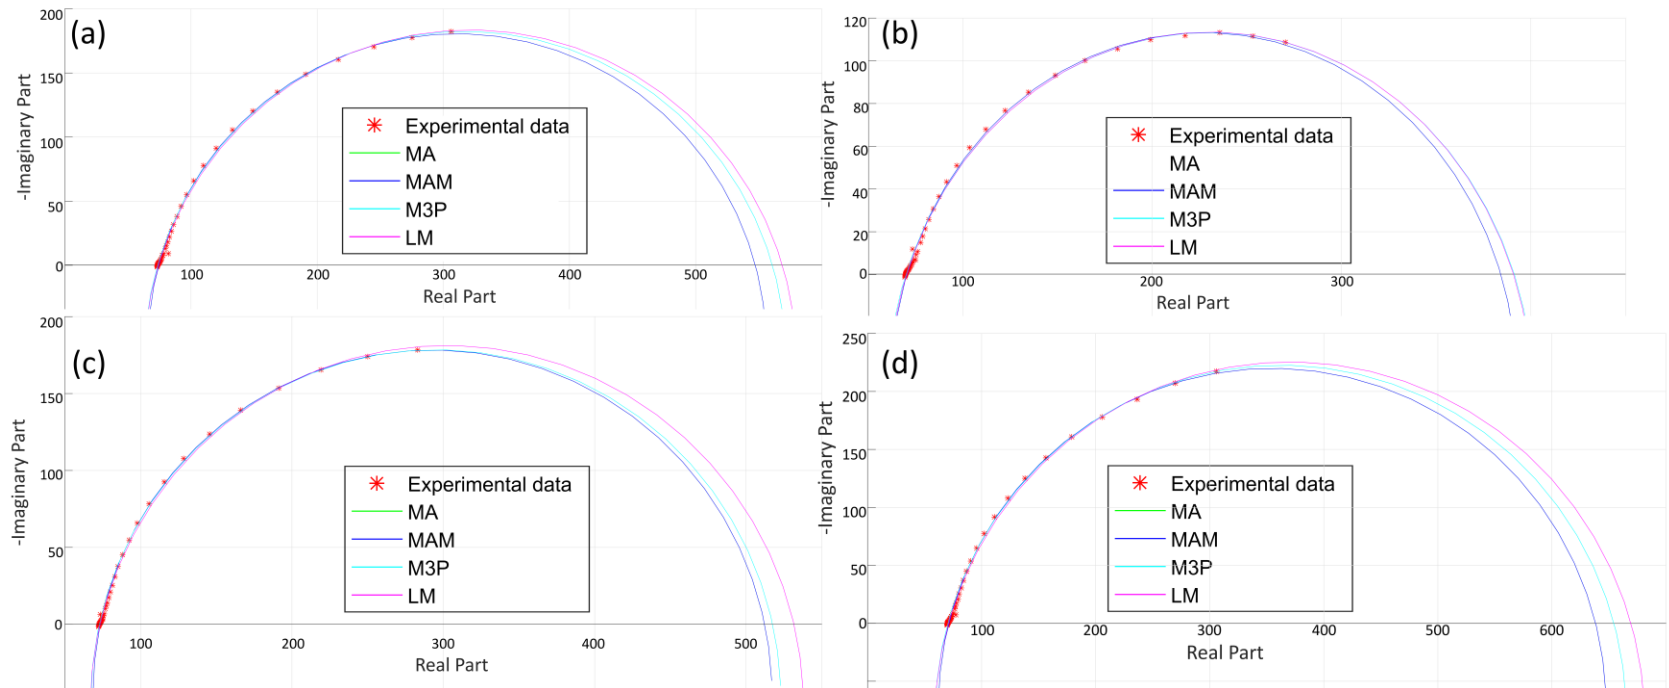 (a)
200
150
100
50
0
-Imaginary Part
Experimental data
MA
MAM
M3P
LM
100 200 300 400 500
Real Part
(b)
120
100
80
60
40
20
0
-Imaginary Part
Experimental data
MA
MAM
M3P
LM
100 200 300
Real Part
(c)
200
150
100
50
0
-Imaginary Part
Experimental data
MA
MAM
M3P
LM
100 200 300 400 500
Real Part
(d)
250
200
150
100
50
0
-Imaginary Part
Experimental data
MA
MAM
M3P
LM
100 200 300 400 500 600
Real Part